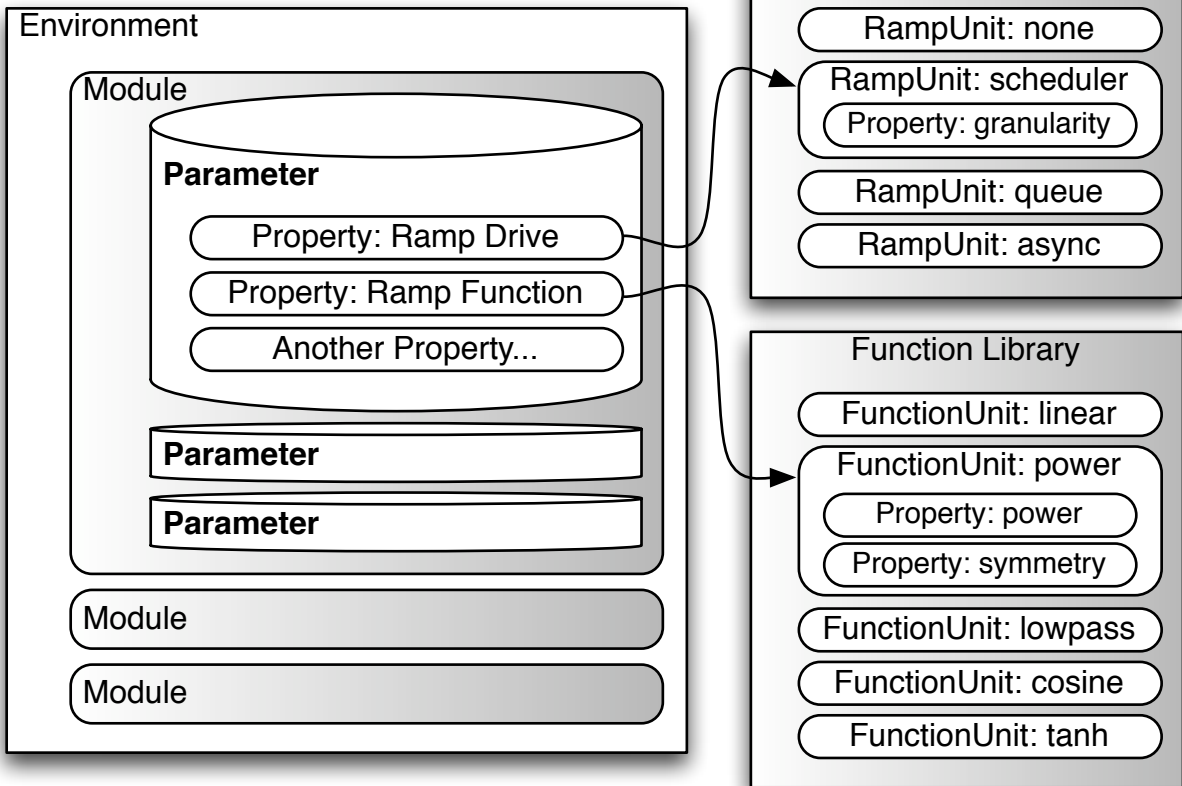 Environment
Module
Parameter
Property: Ramp Drive
Property: Ramp Function
Another Property...
Parameter
Parameter
Module
Module
RampUnit: none
RampUnit: scheduler
Property: granularity
RampUnit: queue
RampUnit: async
Function Library
FunctionUnit: linear
FunctionUnit: power
Property: power
Property: symmetry
FunctionUnit: lowpass
FunctionUnit: cosine
FunctionUnit: tanh